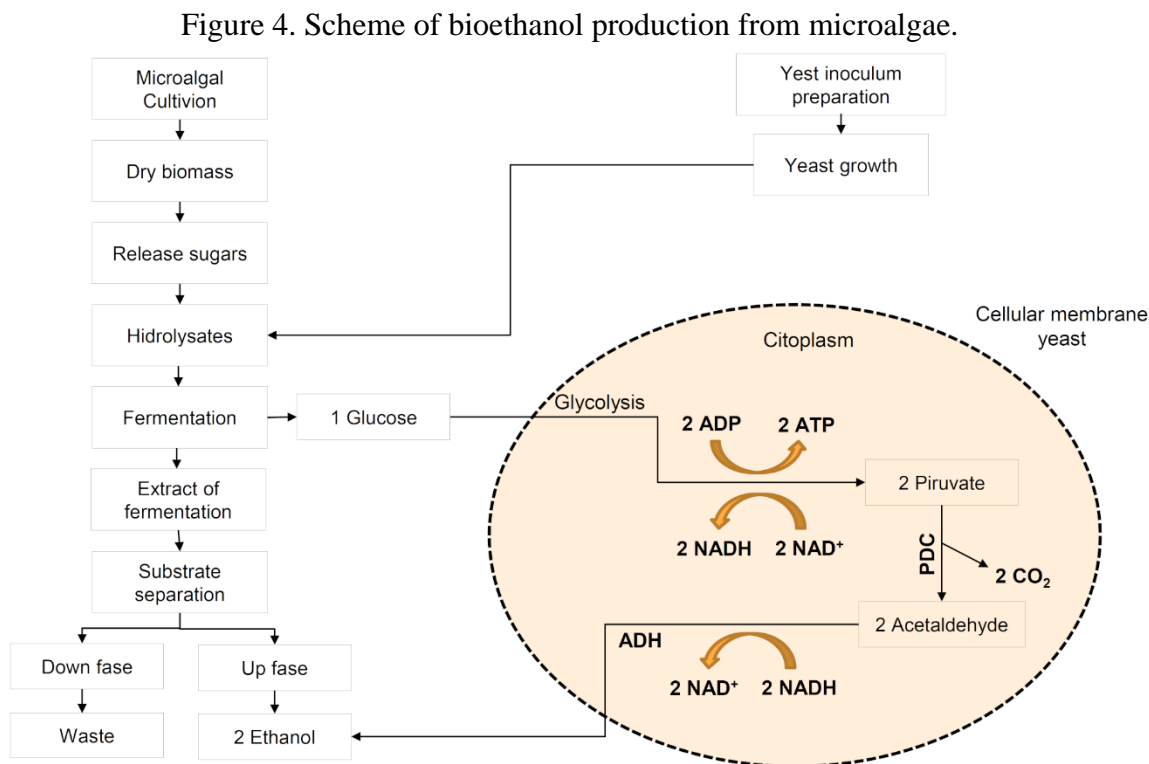 Figure 4. Scheme of bioethanol production from microalgae.
Microalgal
Cultivion
Dry biomass
Release sugars
Hidrolysates
Fermentation
Extract of
fermentation
Substrate
separation
Down fase
Up fase
Waste
2 Ethanol
Yest inoculum
preparation
Yeast growth
1 Glucose
Cellular membrane
yeast
Citoplasm
Glycolysis
2 ADP
2 ATP
2 NADH
2 NAD⁺
2 Piruvate
PDC
2 CO₂
2 Acetaldehyde
ADH
2 NAD⁺
2 NADH